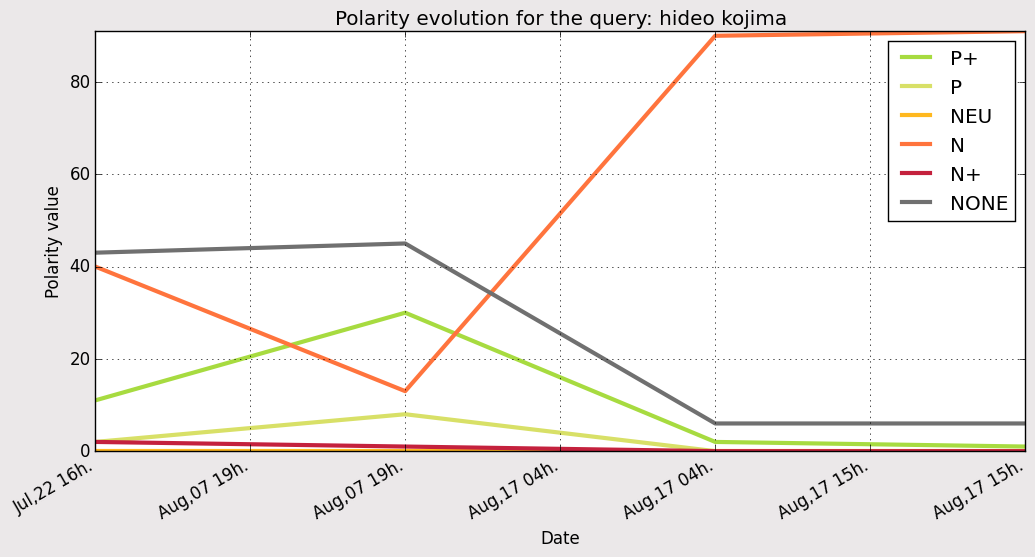 Polarity evolution for the query: hideo kojima
Polarity value
80
60
40
20
0
P+
P
NEU
N
N+
NONE
Jul,22 16h.
Aug,07 19h.
Aug,07 19h.
Aug,17 04h.
Aug,17 04h.
Aug,17 15h.
Aug,17 15h.
Date